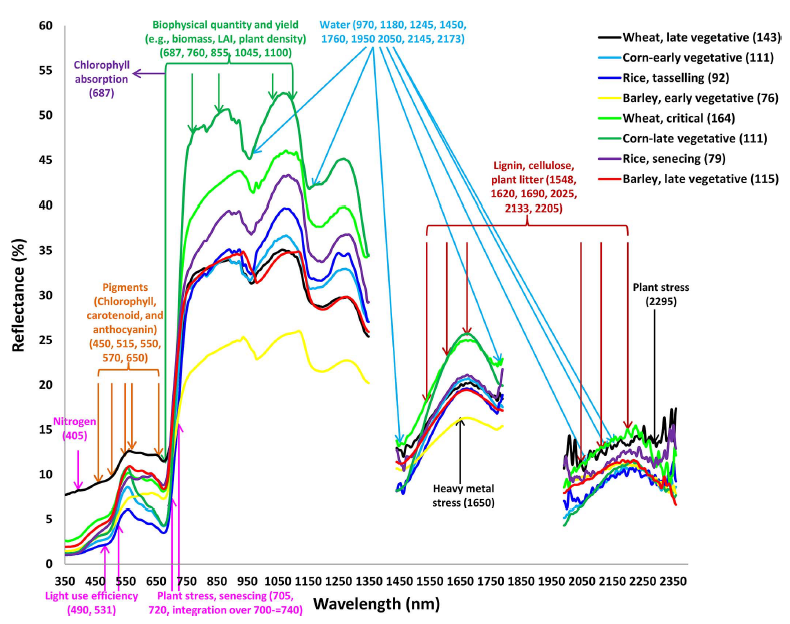 Biophysical quantity and yield
(e.g., biomass, LAI, plant density)
(687, 760, 855, 1045, 1100)
Water (970, 1180, 1245, 1450,
1760, 1950 2050, 2145, 2173)
Chlorophyll
absorption
(687)
Wheat, late vegetative (143)
Corn-early vegetative (111)
Rice, tasselling (92)
Barley, early vegetative (76)
Wheat, critical (164)
Corn-late vegetative (111)
Rice, senecing (79)
Barley, late vegetative (115)
Lignin, cellulose,
plant litter (1548,
1620, 1690, 2025,
2133, 2205)
Pigments
(Chlorophyll,
carotenoid, and
anthocyanin)
(450, 515, 550,
570, 650)
Plant stress
(2295)
Nitrogen
(405)
Heavy metal
stress (1650)
Reflectance (%)
60
55
50
45
40
35
30
25
20
15
10
5
0
350 450 550 650 750 850 950 1050 1150 1250 1350 1450 1550 1650 1750 1850 1950 2050 2150 2250 2350
Light use efficiency
(490, 531)
Plant stress, senescing (705,
720, integration over 700-=740)
Wavelength (nm)